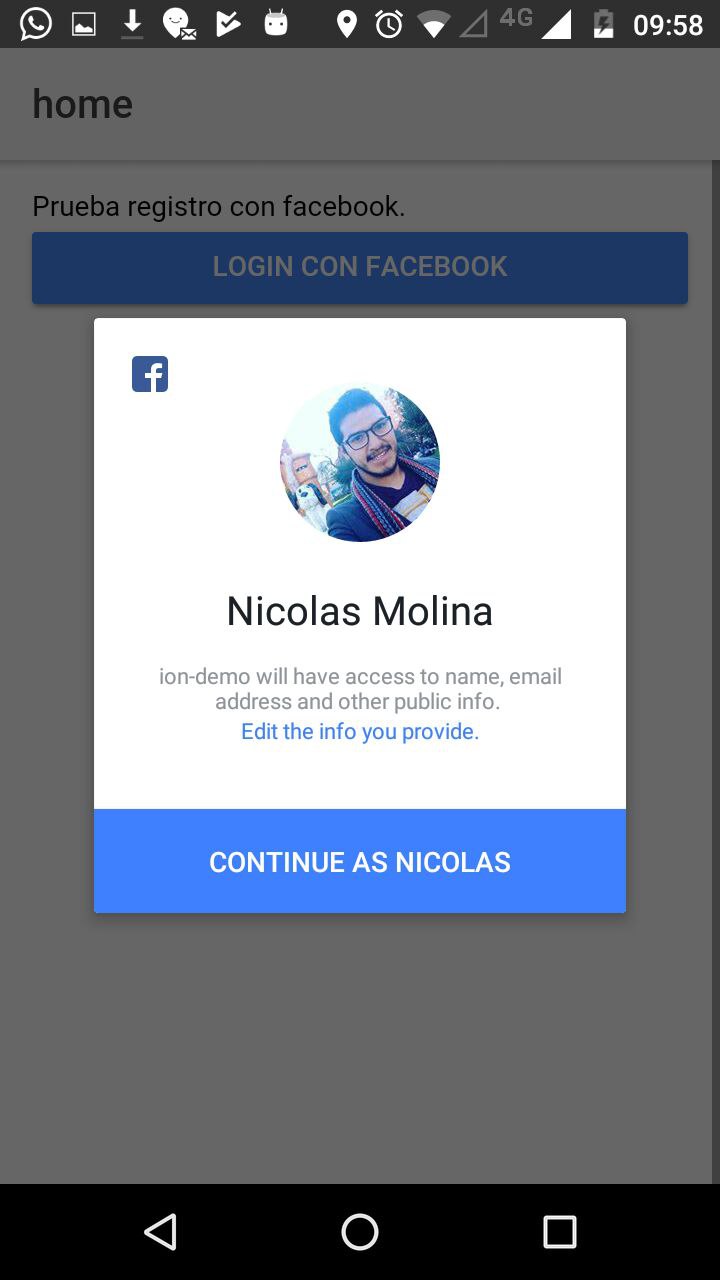 4G 09:58
home
Prueba registro con facebook.
LOGIN CON FACEBOOK
Nicolas Molina
ion-demo will have access to name, email
address and other public info.
Edit the info you provide.
CONTINUE AS NICOLAS